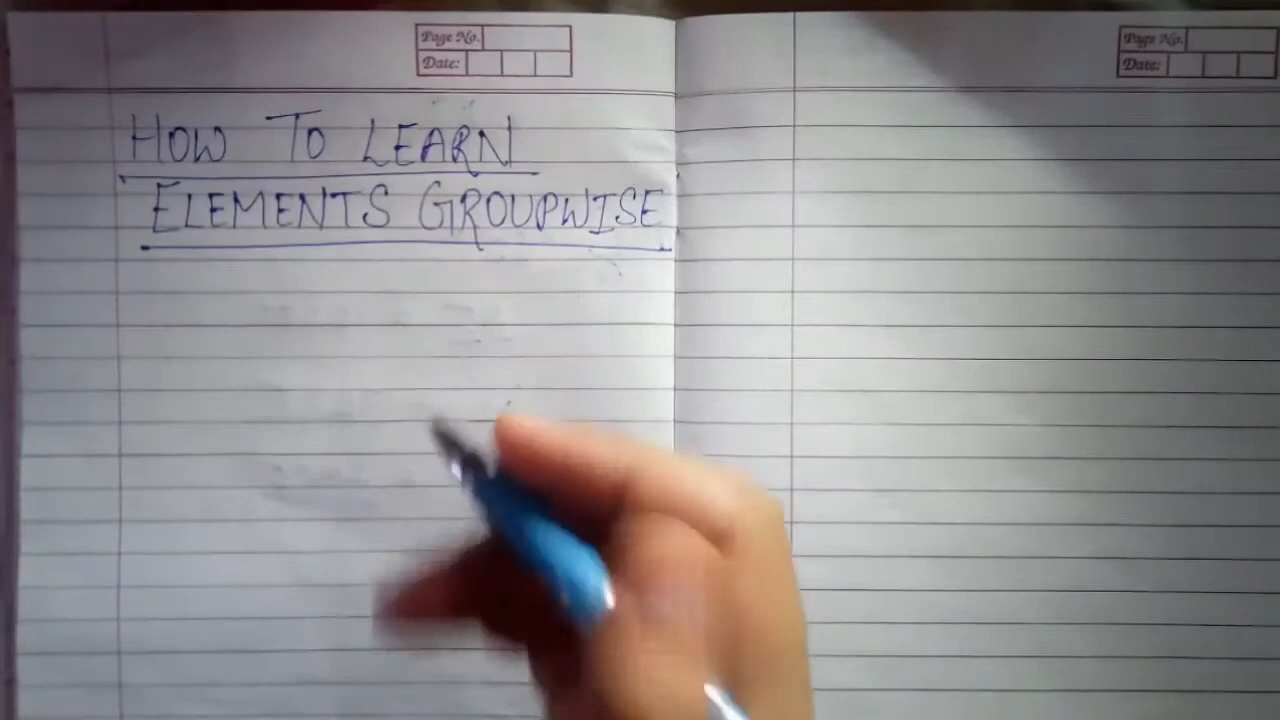 Page No.
Date:
Page No.
Date:
HOW TO LEARN
ELEMENTS GROUPWISE